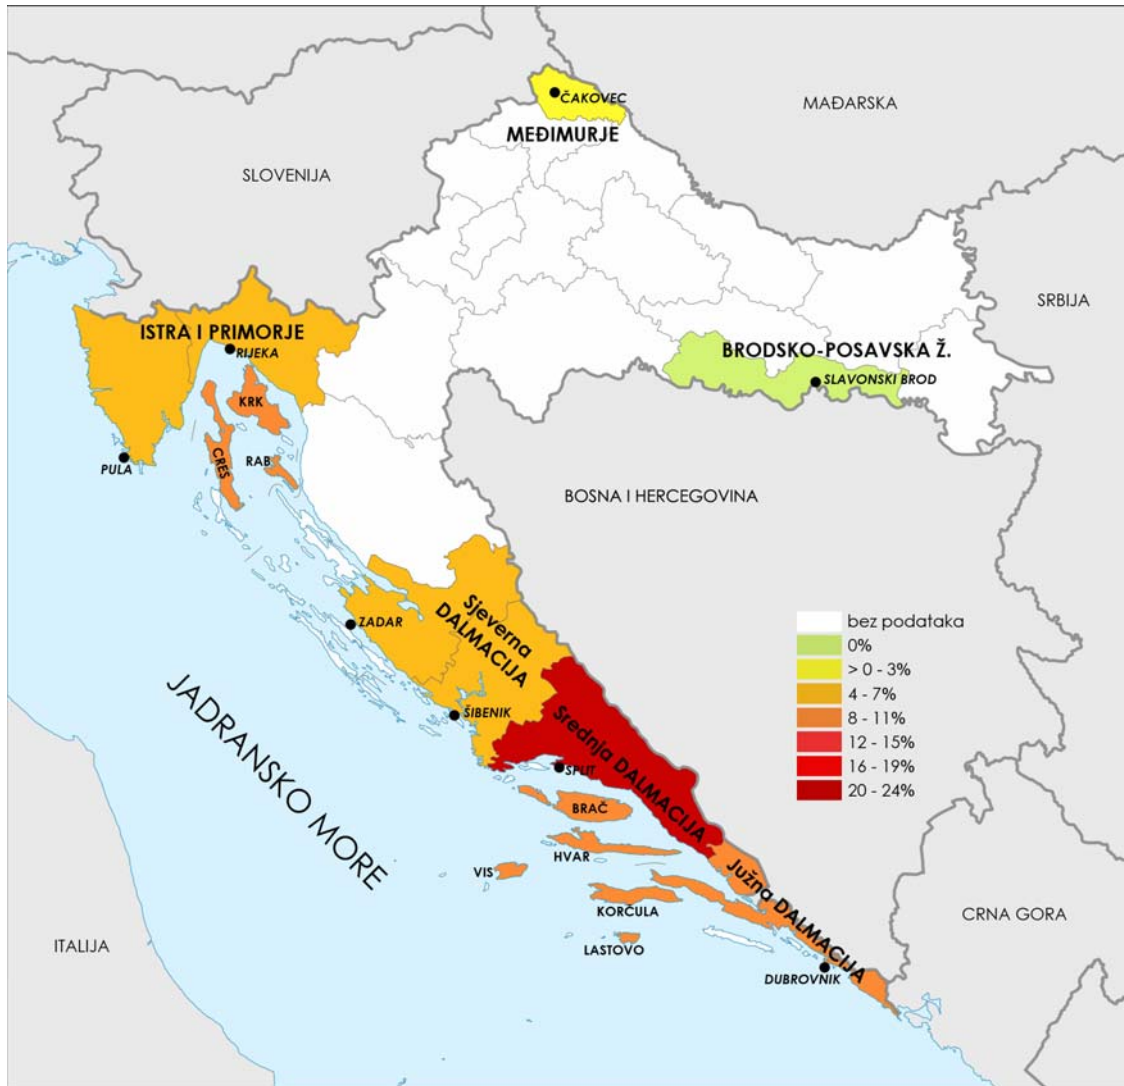 MAĐARSKA
ČAKOVEC
MEĐIMURJE
SLOVENIJA
SRBIJA
ISTRA I PRIMORJE
RIJEKA
BRODSKO-POSAVSKA Ž.
SLAVONSKI BROD
KRK
CRES
RAB
PULA
BOSNA I HERCEGOVINA
Sjeverna
DALMACIJA
ZADAR
ŠIBENIK
bez podataka
0%
> 0 - 3%
4 - 7%
8 - 11%
12 - 15%
16 - 19%
20 - 24%
JADRANSKO MORE
Srednja DALMACIJA
SPLIT
BRAČ
HVAR
VIS
KORČULA
LASTOVO
Južna DALMACIJA
DUBROVNIK
CRNA GORA
ITALIJA